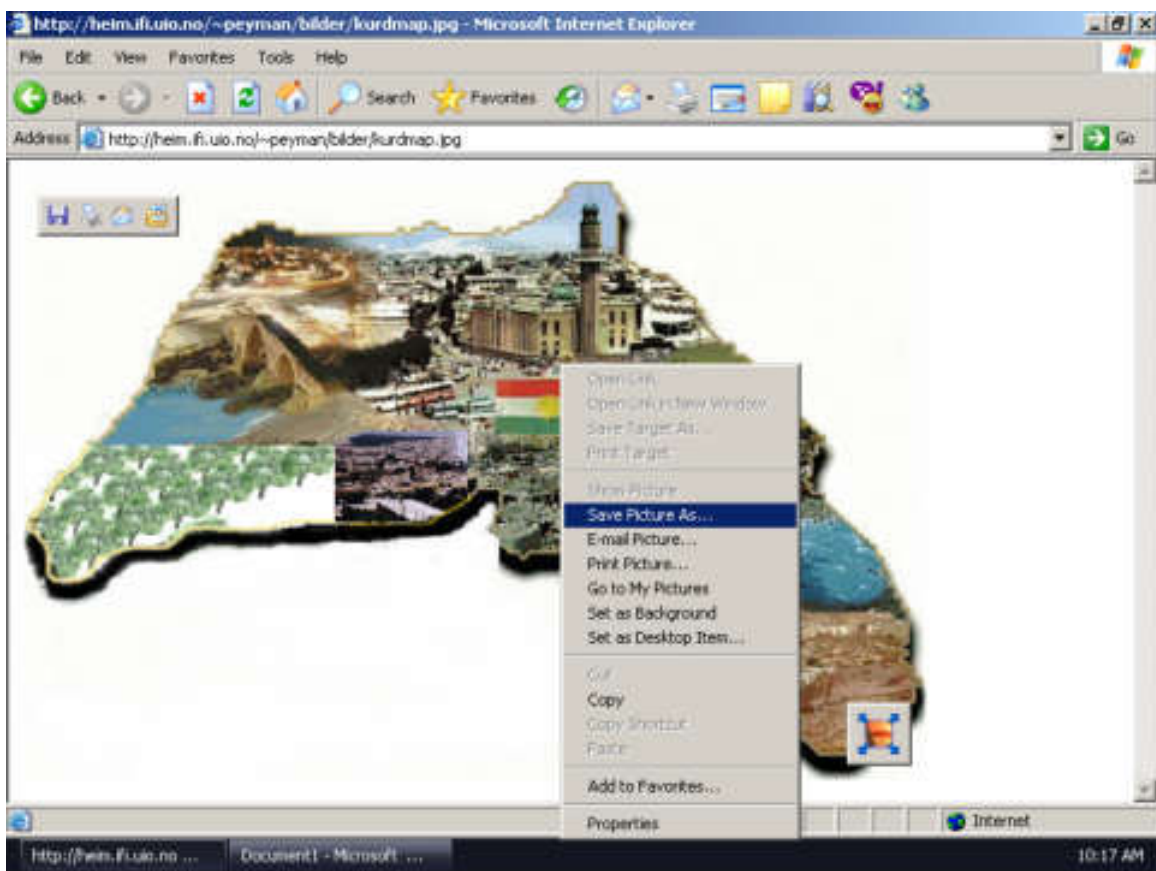 http://heim.ifi.uio.no/~peyman/bilder/kurdmap.jpg - Microsoft Internet Explorer
File Edit View Favorites Tools Help
Back Search Favorites
Address http://heim.ifi.uio.no/~peyman/bilder/kurdmap.jpg Go
Open Link
Open Link in New Window
Save Target As...
Print Target
Show Picture
Save Picture As...
E-mail Picture...
Print Picture...
Go to My Pictures
Set as Background
Set as Desktop Item...
Cut
Copy
Copy Shortcut
Paste
Add to Favorites...
Properties
Internet
http://heim.ifi.uio.no ... Document1 - Microsoft ... 10:17 AM